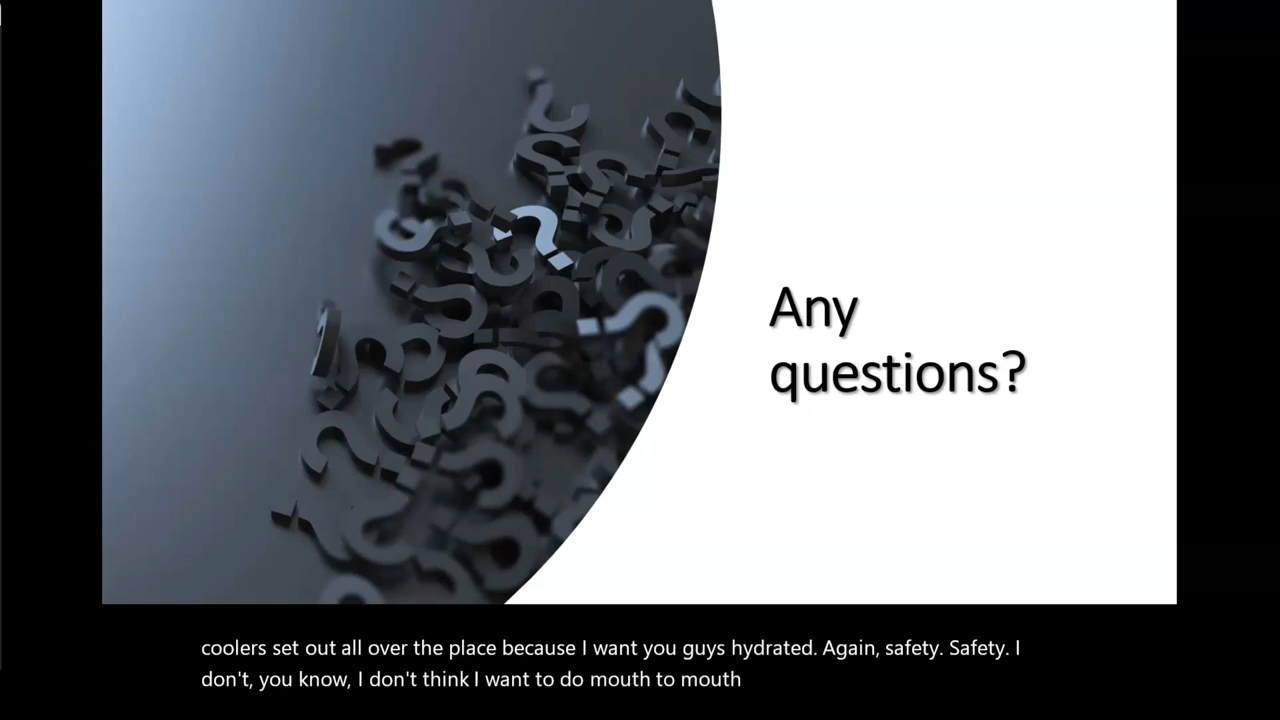 Any
questions?
coolers set out all over the place because I want you guys hydrated. Again, safety. Safety. I
don't, you know, I don't think I want to do mouth to mouth